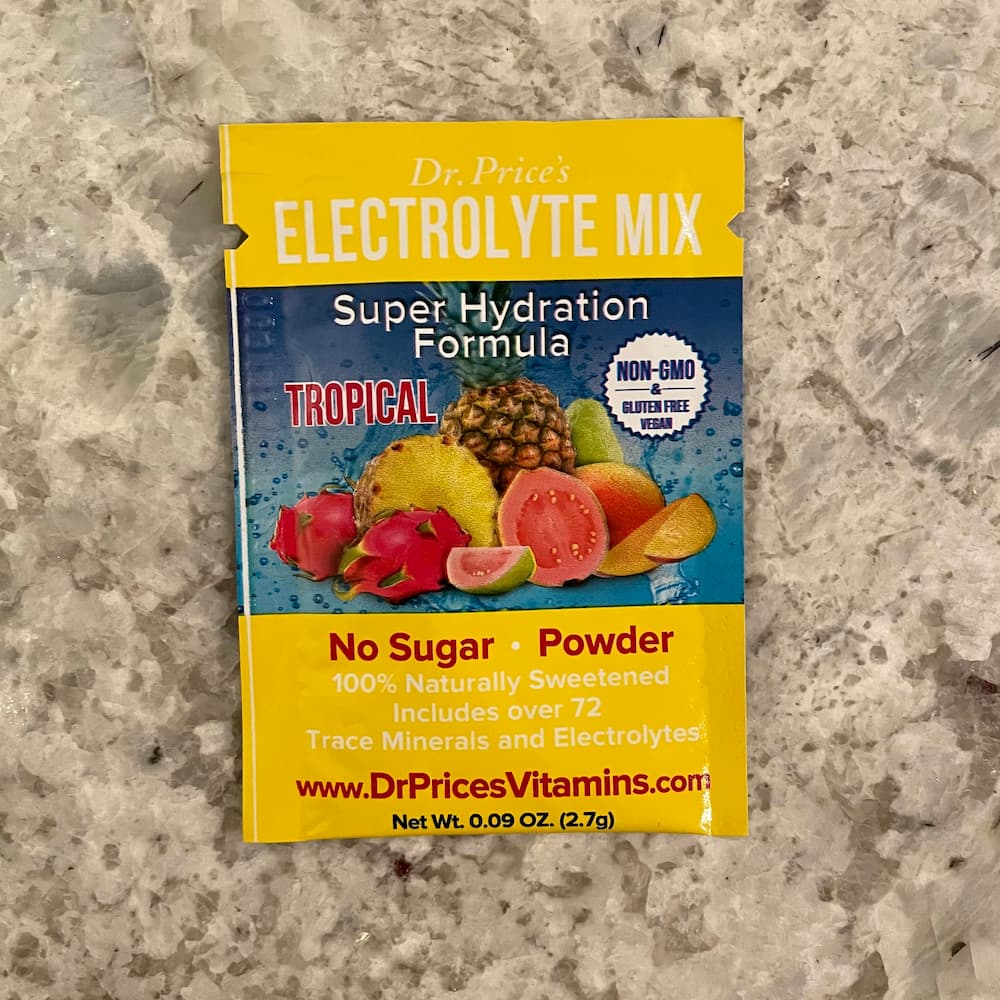 Dr. Price's
ELECTROLYTE MIX
Super Hydration
Formula
TROPICAL
NON-GMO
&
GLUTEN FREE
VEGAN
No Sugar • Powder
100% Naturally Sweetened
Includes over 72
Trace Minerals and Electrolytes
www.DrPricesVitamins.com
Net Wt. 0.09 OZ. (2.7g)